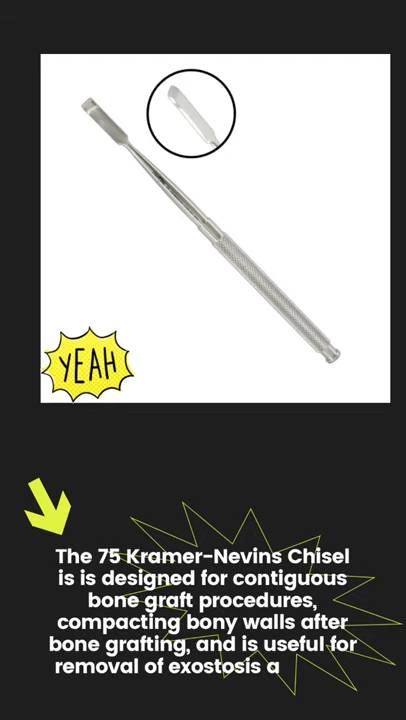 YEAH
The 75 Kramer-Nevins Chisel
is is designed for contiguous
bone graft procedures,
compacting bony walls after
bone grafting, and is useful for
removal of exostosis a